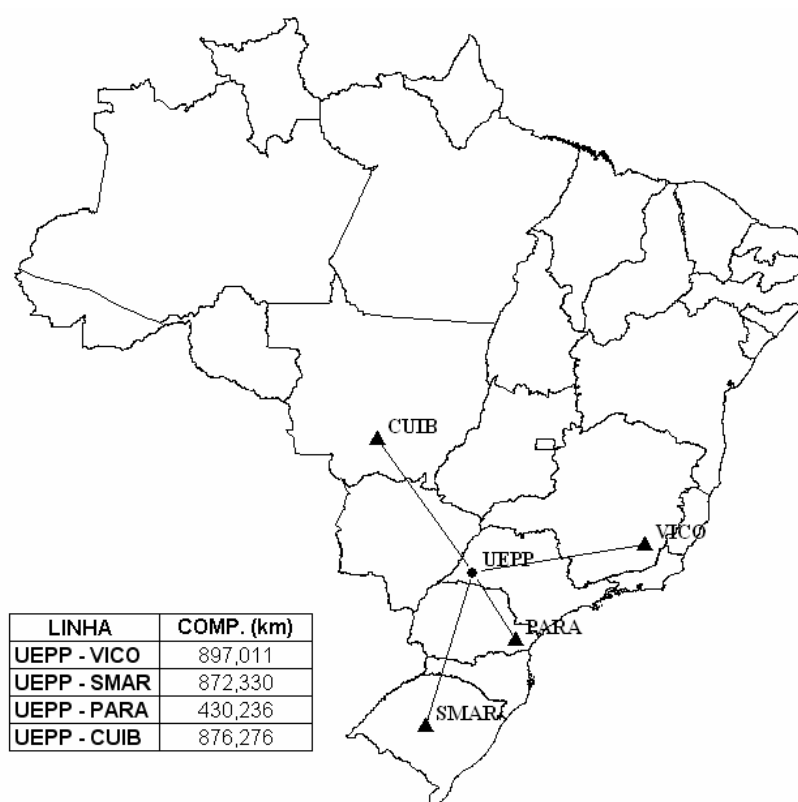 CUIB
VICO
UEPP
PARA
SMAR
LINHA COMP. (km)
UEPP - VICO 897,011
UEPP - SMAR 872,330
UEPP - PARA 430,236
UEPP - CUIB 876,276